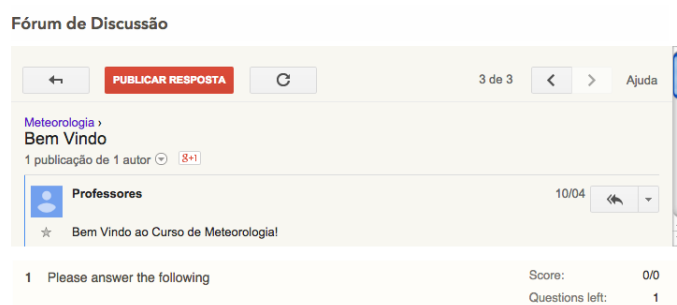 Fórum de Discussão
PUBLICAR RESPOSTA 3 de 3 Ajuda
Meteorologia ›
Bem Vindo
1 publicação de 1 autor g+1
Professores 10/04
Bem Vindo ao Curso de Meteorologia!
1 Please answer the following Score: 0/0
Questions left: 1